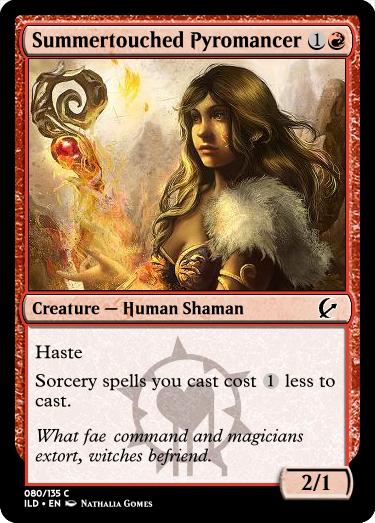 Summertouched Pyromancer 1
Creature — Human Shaman
Haste
Sorcery spells you cast cost 1 less to
cast.
What fae command and magicians
extort, witches befriend.
2/1
080/135 C
ILD • EN Nathalia Gomes